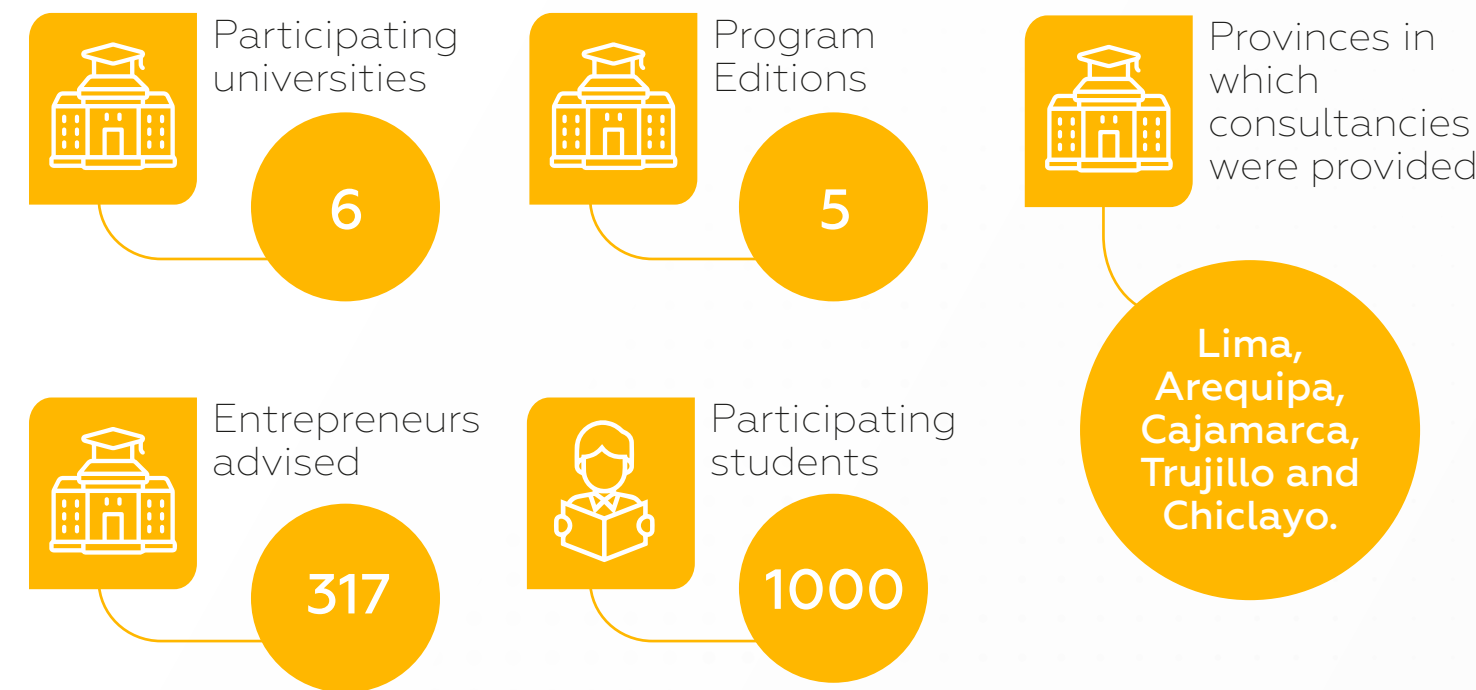 Participating
universities
6
Program
Editions
5
Provinces in
which
consultancies
were provided
Lima,
Arequipa,
Cajamarca,
Trujillo and
Chiclayo.
Entrepreneurs
advised
317
Participating
students
1000